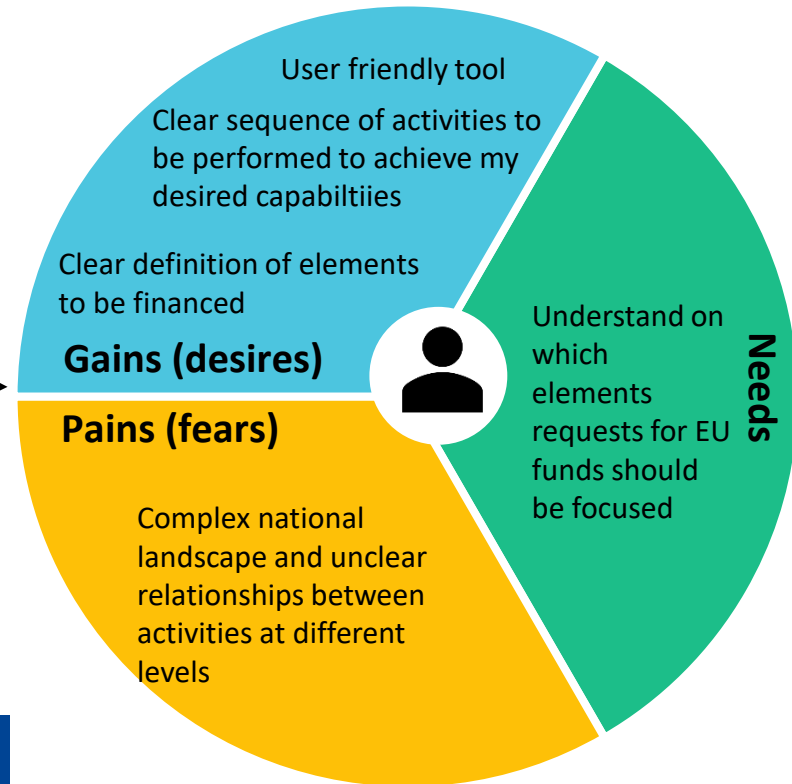 User friendly tool
Clear sequence of activities to
be performed to achieve my
desired capabiltiies
Clear definition of elements
to be financed
Gains (desires)
Pains (fears)
Complex national
landscape and unclear
relationships between
activities at different
levels
Understand on
which
elements
requests for EU
funds should
be focused
Needs